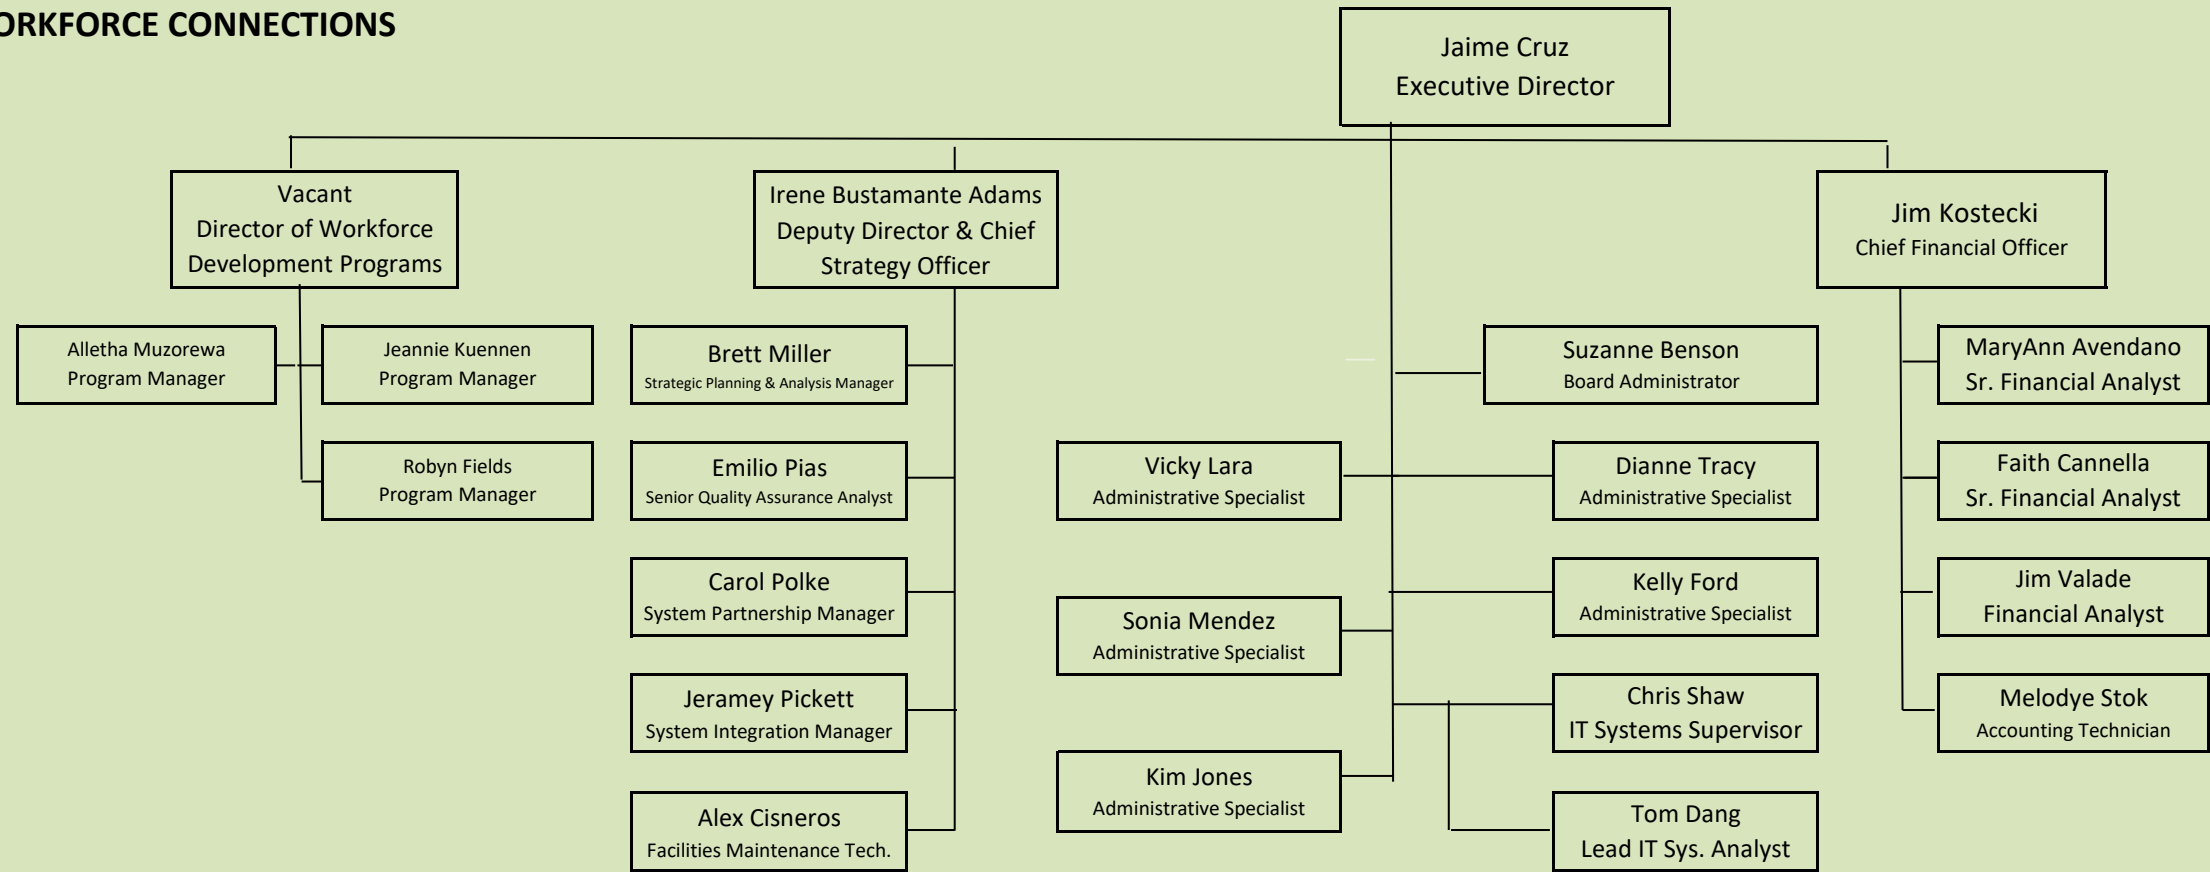 ORKFORCE CONNECTIONS
Jaime Cruz
Executive Director
Vacant
Director of Workforce
Development Programs
Irene Bustamante Adams
Deputy Director & Chief
Strategy Officer
Jim Kostecki
Chief Financial Officer
Alletha Muzorewa
Program Manager
Jeannie Kuennen
Program Manager
Robyn Fields
Program Manager
Brett Miller
Strategic Planning & Analysis Manager
Emilio Pias
Senior Quality Assurance Analyst
Carol Polke
System Partnership Manager
Jeramey Pickett
System Integration Manager
Alex Cisneros
Facilities Maintenance Tech.
Vicky Lara
Administrative Specialist
Sonia Mendez
Administrative Specialist
Kim Jones
Administrative Specialist
Suzanne Benson
Board Administrator
Dianne Tracy
Administrative Specialist
Kelly Ford
Administrative Specialist
Chris Shaw
IT Systems Supervisor
Tom Dang
Lead IT Sys. Analyst
MaryAnn Avendano
Sr. Financial Analyst
Faith Cannella
Sr. Financial Analyst
Jim Valade
Financial Analyst
Melodye Stok
Accounting Technician